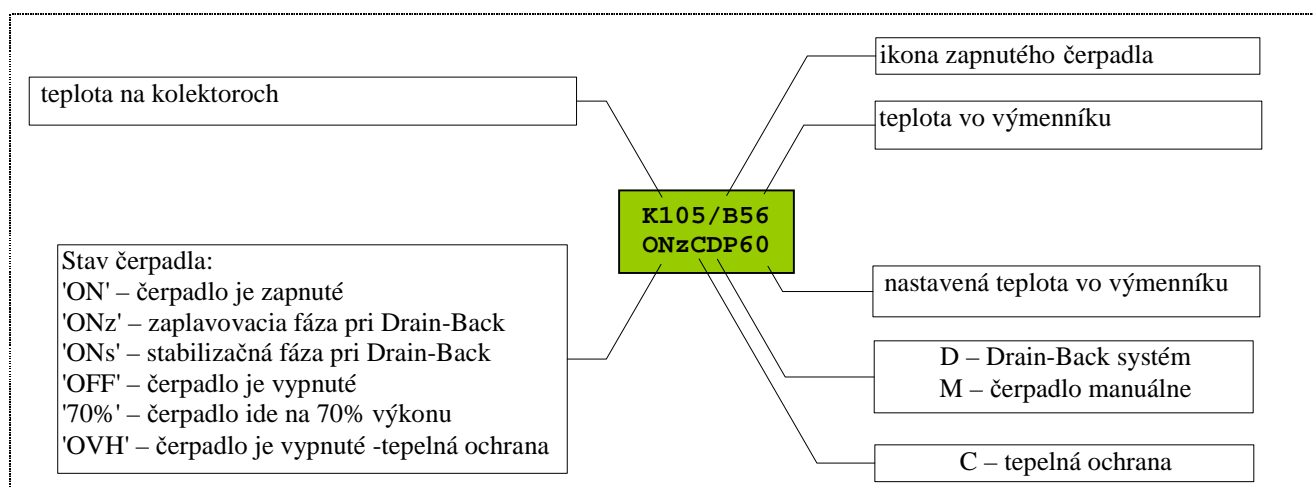 ikona zapnutého čerpadla
teplota na kolektoroch
teplota vo výmenníku
K105/B56
ONzCDP60
Stav čerpadla:
'ON' – čerpadlo je zapnuté
'ONz' – zaplavovacia fáza pri Drain-Back
'ONs' – stabilizačná fáza pri Drain-Back
'OFF' – čerpadlo je vypnuté
'70%' – čerpadlo ide na 70% výkonu
'OVH' – čerpadlo je vypnuté -tepelná ochrana
nastavená teplota vo výmenníku
D – Drain-Back systém
M – čerpadlo manuálne
C – tepelná ochrana